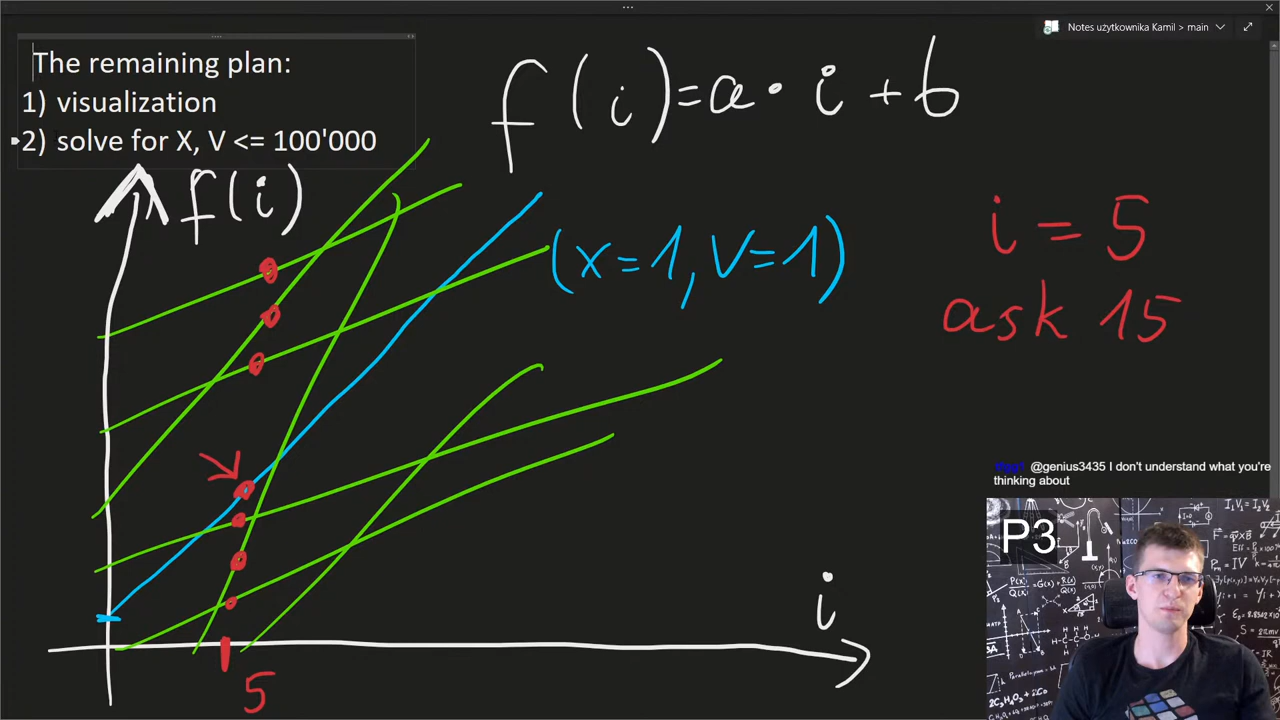 Notes użytkownika Kamil > main
The remaining plan:
1) visualization
2) solve for X, V <= 100'000
f(i)=a·i+b
f(i)
(x=1,V=1)
i=5
ask 15
@genius3435 I don't understand what you're
thinking about
P3
i
5